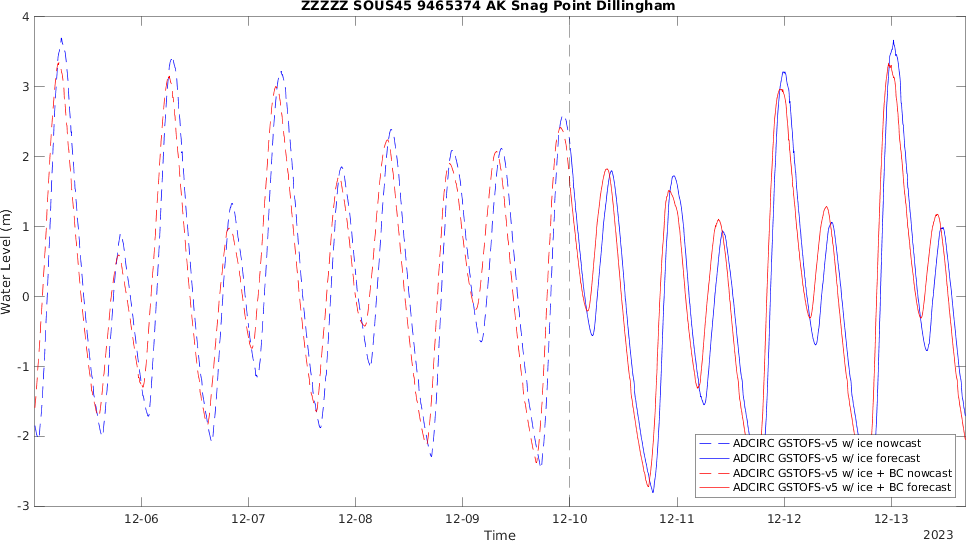 ZZZZZ SOUS45 9465374 AK Snag Point Dillingham
4
3
2
1
0
-1
-2
-3
Water Level (m)
ADCIRC GSTOFS-v5 w/ ice nowcast
ADCIRC GSTOFS-v5 w/ ice forecast
ADCIRC GSTOFS-v5 w/ ice + BC nowcast
ADCIRC GSTOFS-v5 w/ ice + BC forecast
12-06 12-07 12-08 12-09 12-10 12-11 12-12 12-13
Time
2023